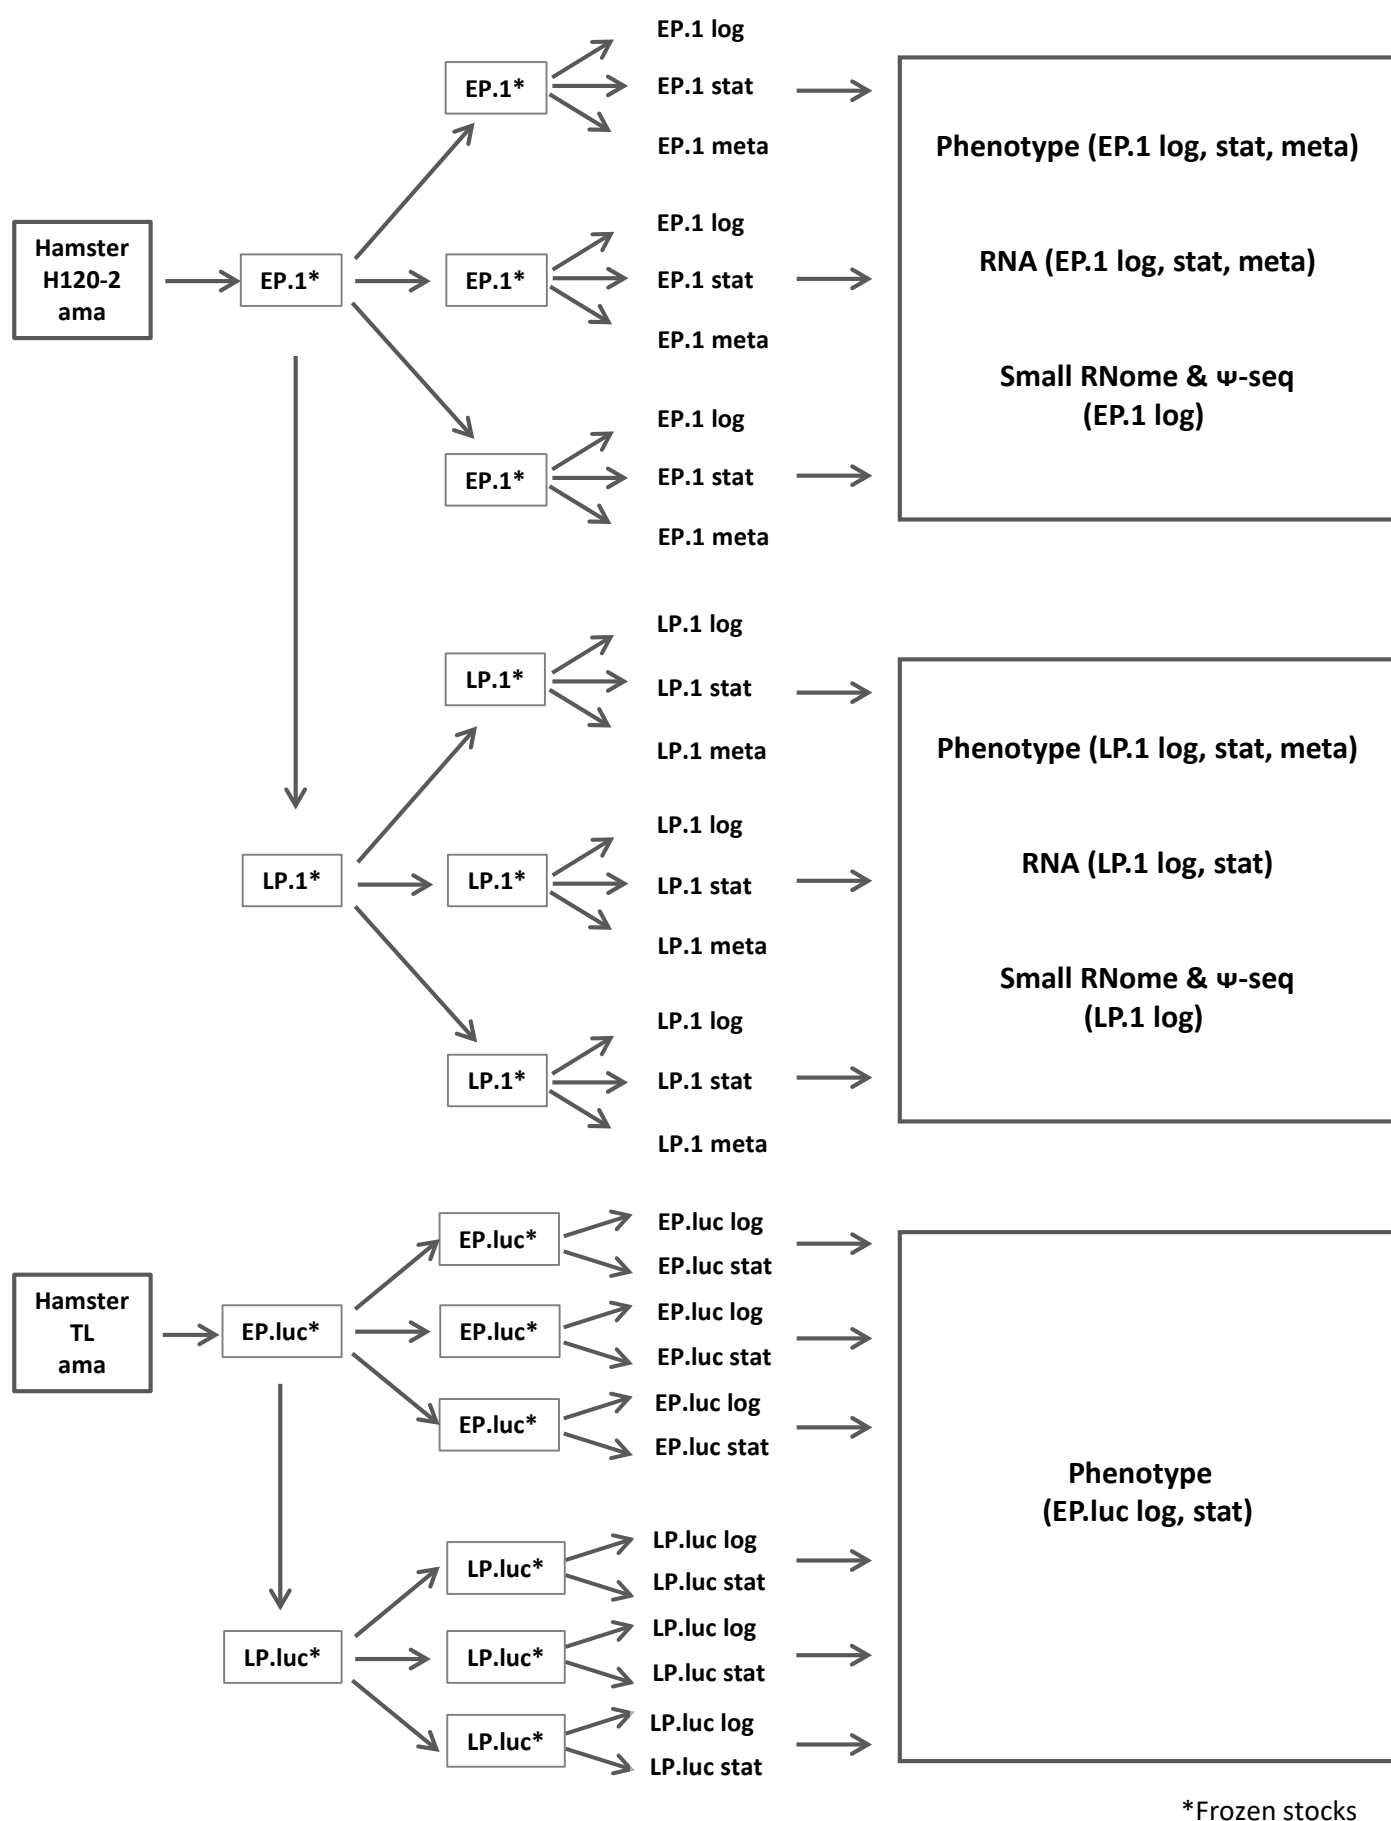 EP.1 log
EP.1*
EP.1 stat
EP.1 meta
Hamster
H120-2
ama
EP.1*
EP.1 log
EP.1*
EP.1 stat
EP.1 meta
EP.1 log
EP.1*
EP.1 stat
EP.1 meta
Phenotype (EP.1 log, stat, meta)
RNA (EP.1 log, stat, meta)
Small RNome & Ψ-seq
(EP.1 log)
LP.1*
LP.1 log
LP.1*
LP.1 stat
LP.1 meta
LP.1 log
LP.1*
LP.1 stat
LP.1 meta
LP.1 log
LP.1*
LP.1 stat
LP.1 meta
Phenotype (LP.1 log, stat, meta)
RNA (LP.1 log, stat)
Small RNome & Ψ-seq
(LP.1 log)
Hamster
TL
ama
EP.luc*
EP.luc*
EP.luc log
EP.luc stat
EP.luc*
EP.luc log
EP.luc stat
EP.luc*
EP.luc log
EP.luc stat
LP.luc*
LP.luc*
LP.luc log
LP.luc stat
LP.luc*
LP.luc log
LP.luc stat
LP.luc*
LP.luc log
LP.luc stat
Phenotype
(EP.luc log, stat)
*Frozen stocks